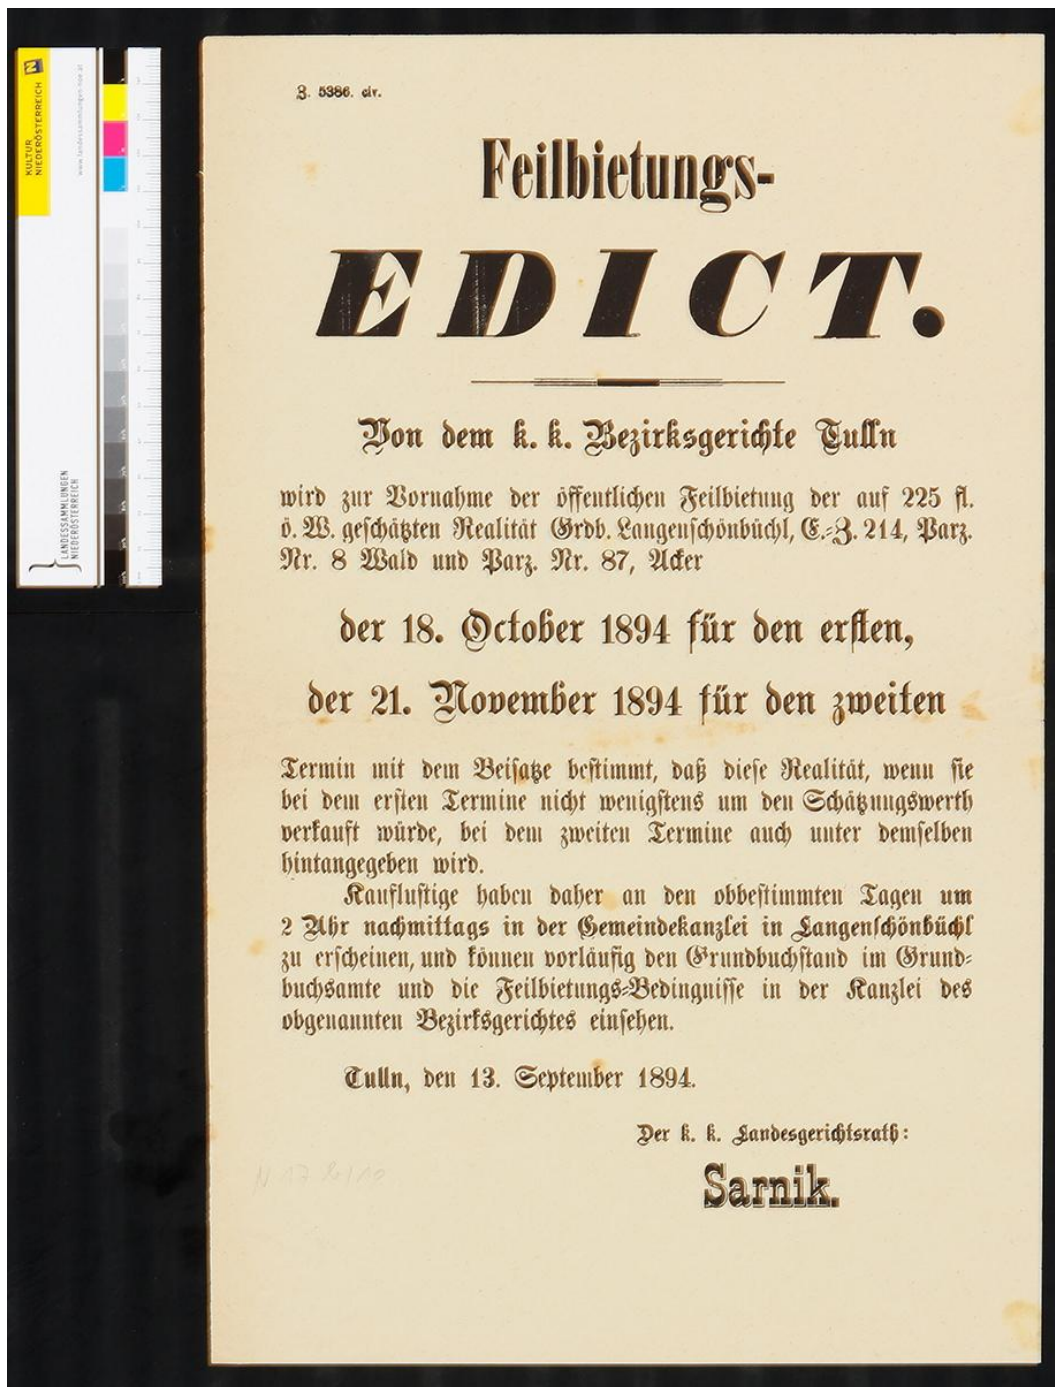 Z. 5386. civ.
Feilbietungs-
EDICT.
Von dem k. k. Bezirksgerichte Tulln
wird zur Vornahme der öffentlichen Feilbietung der auf 225 fl.
ö. W. geschätzten Realität Grdb. Langenschönbüchl, E.-Z. 214, Parz.
Nr. 8 Wald und Parz. Nr. 87, Acker
der 18. October 1894 für den ersten,
der 21. November 1894 für den zweiten
Termin mit dem Beisatze bestimmt, daß diese Realität, wenn sie
bei dem ersten Termine nicht wenigstens um den Schätzungswerth
verkauft würde, bei dem zweiten Termine auch unter demselben
hintangegeben wird.
Kauflustige haben daher an den obbestimmten Tagen um
2 Uhr nachmittags in der Gemeindekanzlei in Langenschönbüchl
zu erscheinen, und können vorläufig den Grundbuchstand im Grund-
buchsamte und die Feilbietungs-Bedingnisse in der Kanzlei des
obgenannten Bezirksgerichtes einsehen.
Tulln, den 13. September 1894.
Der k. k. Landesgerichtsrath:
Sarnik.
KULTUR
NIEDERÖSTERREICH
www.landessammlungen-noe.at
LANDESSAMMLUNGEN
NIEDERÖSTERREICH